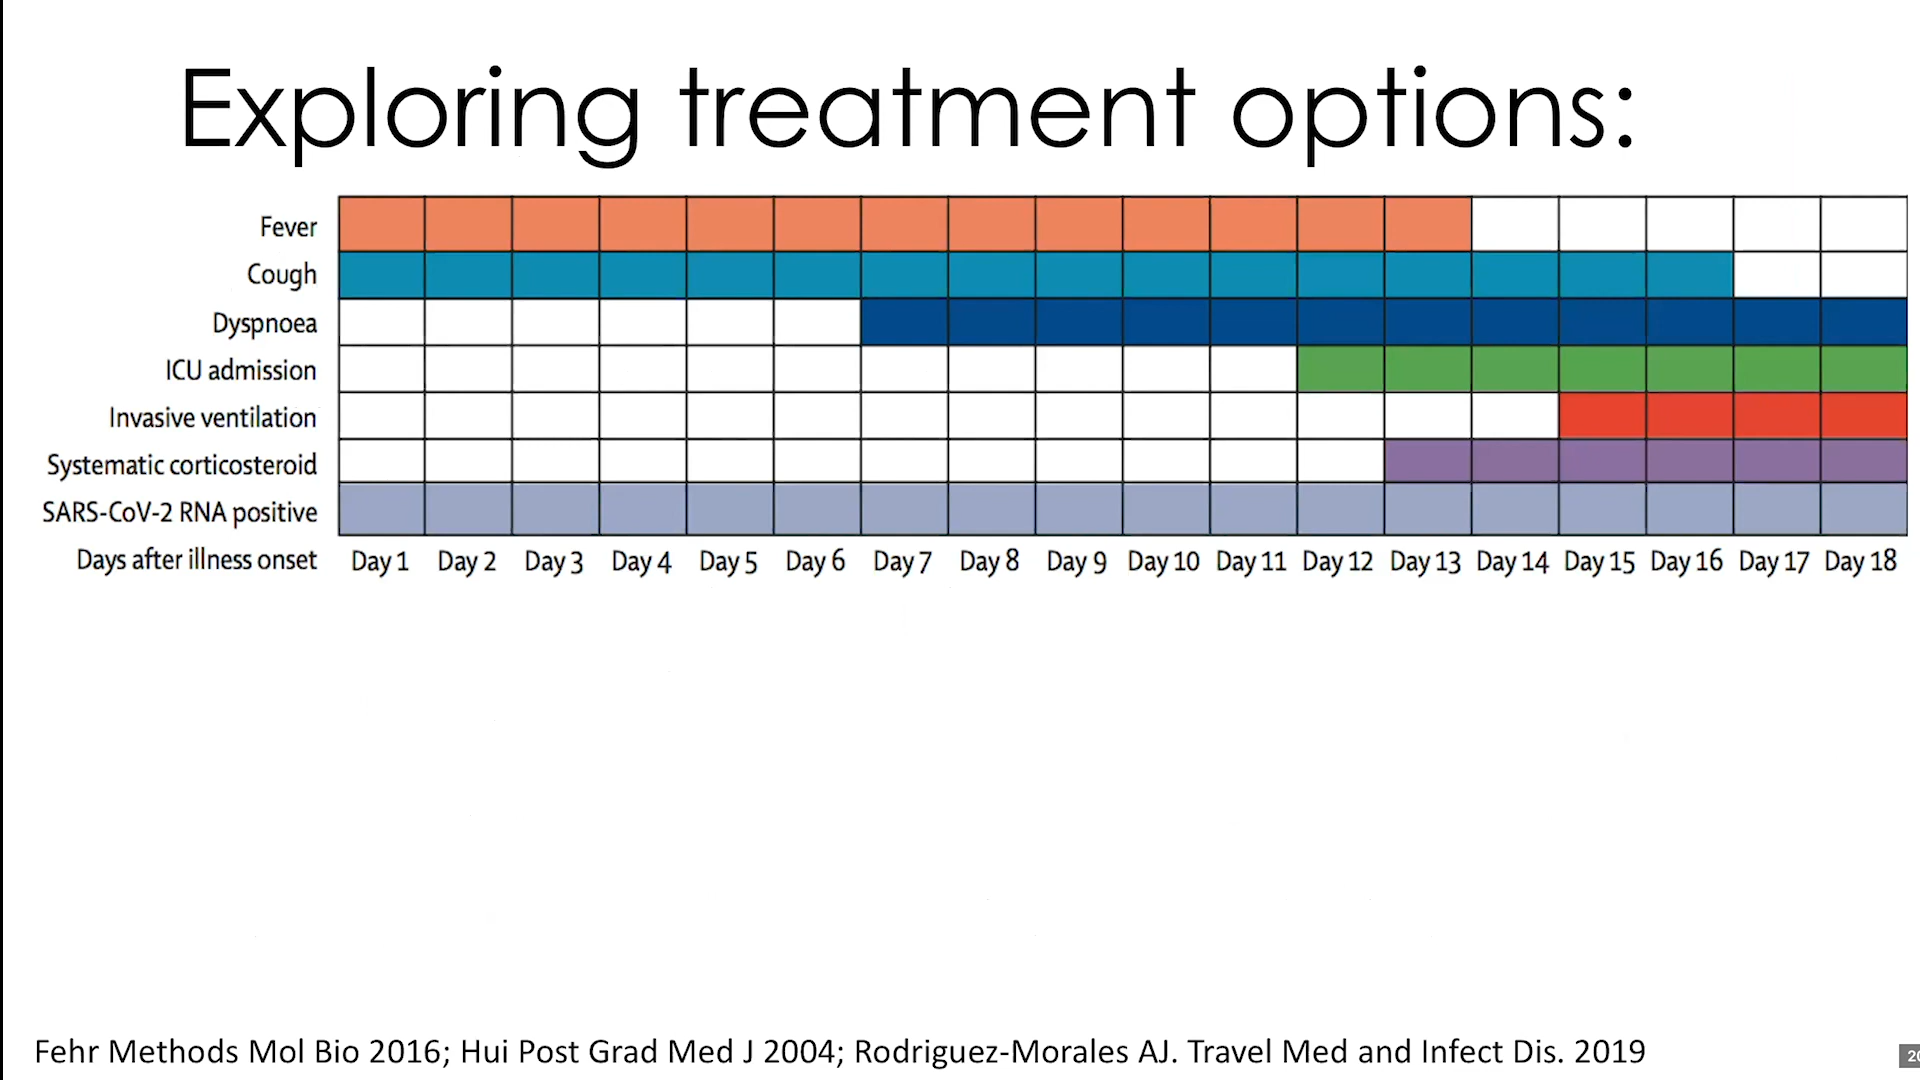 Exploring treatment options:
Fever
Cough
Dyspnoea
ICU admission
Invasive ventilation
Systematic corticosteroid
SARS-CoV-2 RNA positive
Days after illness onset Day 1 Day 2 Day 3 Day 4 Day 5 Day 6 Day 7 Day 8 Day 9 Day 10 Day 11 Day 12 Day 13 Day 14 Day 15 Day 16 Day 17 Day 18
Fehr Methods Mol Bio 2016; Hui Post Grad Med J 2004; Rodriguez-Morales AJ. Travel Med and Infect Dis. 2019